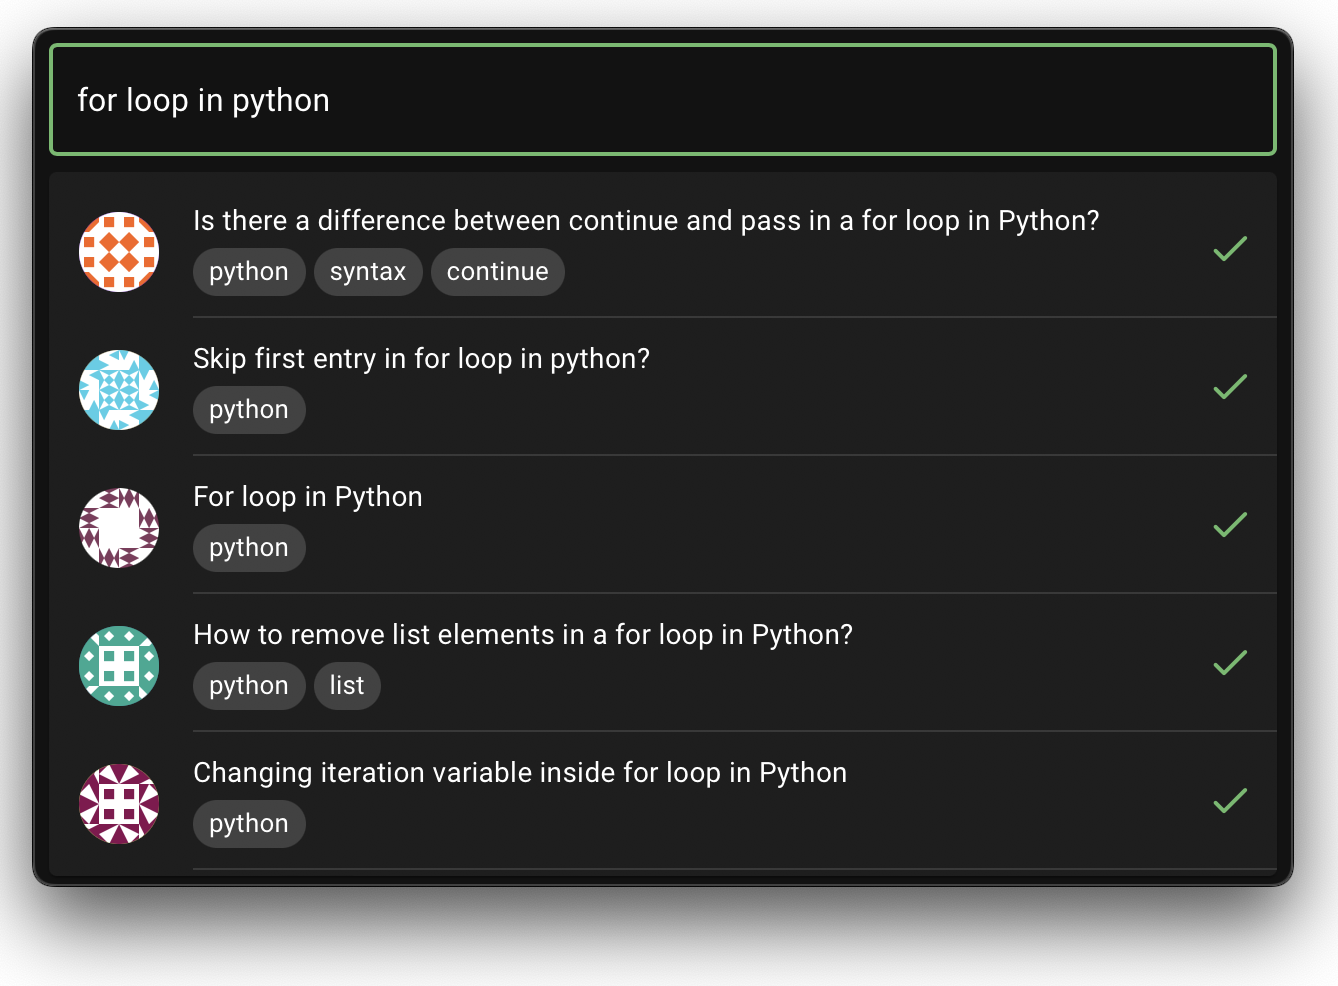 for loop in python
Is there a difference between continue and pass in a for loop in Python?
python syntax continue
Skip first entry in for loop in python?
python
For loop in Python
python
How to remove list elements in a for loop in Python?
python list
Changing iteration variable inside for loop in Python
python